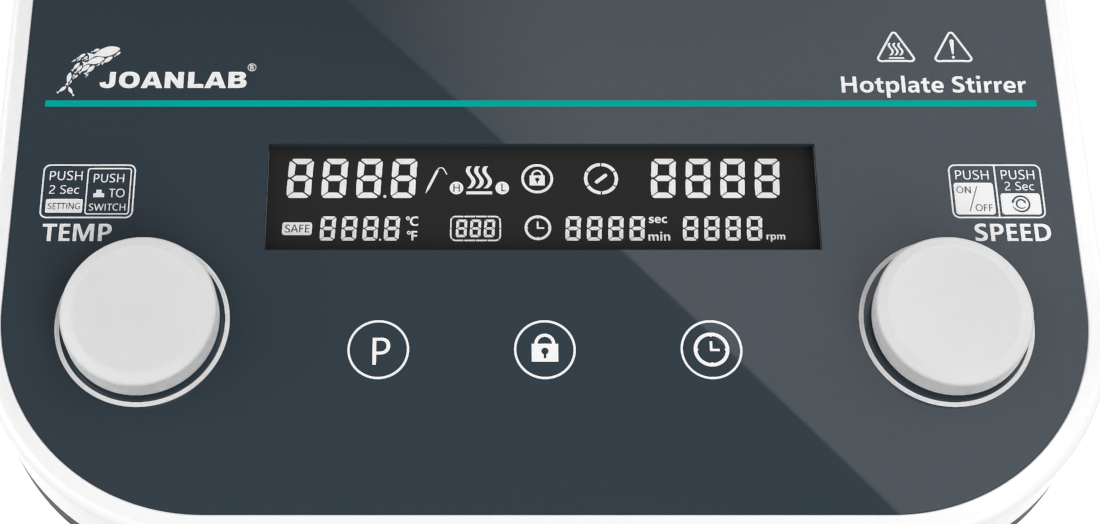 JOANLAB®
Hotplate Stirrer
PUSH
2 Sec
SETTING
PUSH
TO
SWITCH
TEMP
888.8 H L 8888
SAFE 888.8 °C °F 888 8888 sec min 8888 rpm
PUSH
ON/OFF
PUSH
2 Sec
SPEED
P